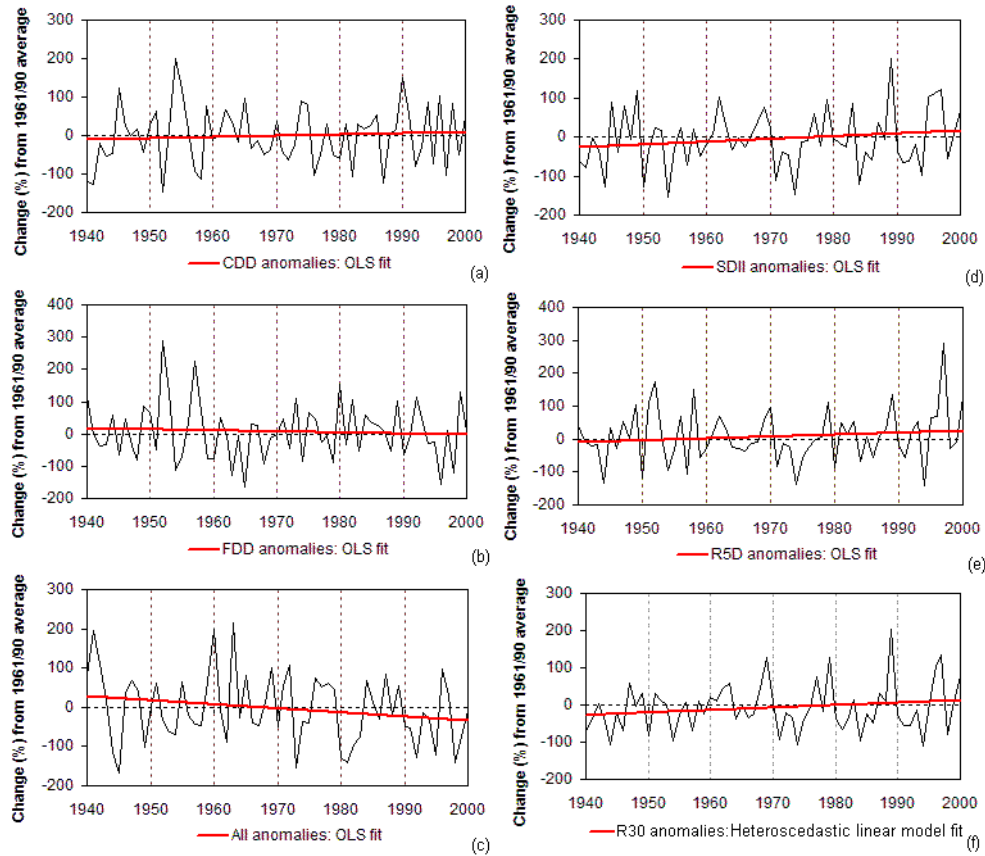 Change (%) from 1961/90 average
300
200
100
0
-100
-200
1940 1950 1960 1970 1980 1990 2000
CDD anomalies: OLS fit
(a)
Change (%) from 1961/90 average
400
300
200
100
0
-100
-200
1940 1950 1960 1970 1980 1990 2000
FDD anomalies: OLS fit
(b)
Change (%) from 1961/90 average
300
200
100
0
-100
-200
1940 1950 1960 1970 1980 1990 2000
AII anomalies: OLS fit
(c)
Change (%) from 1961/90 average
300
200
100
0
-100
-200
1940 1950 1960 1970 1980 1990 2000
SDII anomalies: OLS fit
(d)
Change (%) from 1961/90 average
400
300
200
100
0
-100
-200
1940 1950 1960 1970 1980 1990 2000
R5D anomalies: OLS fit
(e)
Change (%) from 1961/90 average
300
200
100
0
-100
-200
1940 1950 1960 1970 1980 1990 2000
R30 anomalies: Heteroscedastic linear model fit
(f)